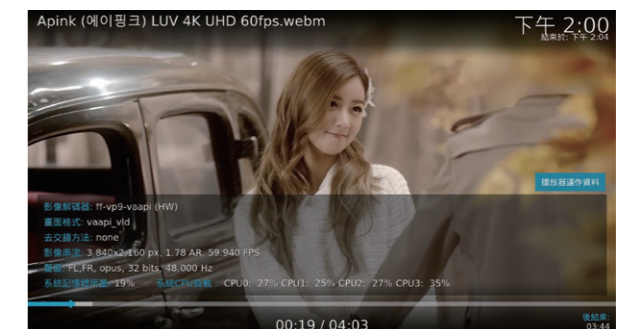 Apink (에이핑크) LUV 4K UHD 60fps.webm
下午 2:00
結束於: 下午 2:04
播放器運作資料
影像解碼器: ff-vp9-vaapi (HW)
畫面格式: vaapi_vld
去交錯方法: none
影像串流: 3,840x2,160 px, 1.78 AR, 59.940 FPS
FL,FR, opus, 32 bits, 48,000 Hz
系統記憶體用量: 19% 系統CPU負載: CPU0: 27% CPU1: 25% CPU2: 27% CPU3: 35%
00:19 / 04:03
後結束:
03:44